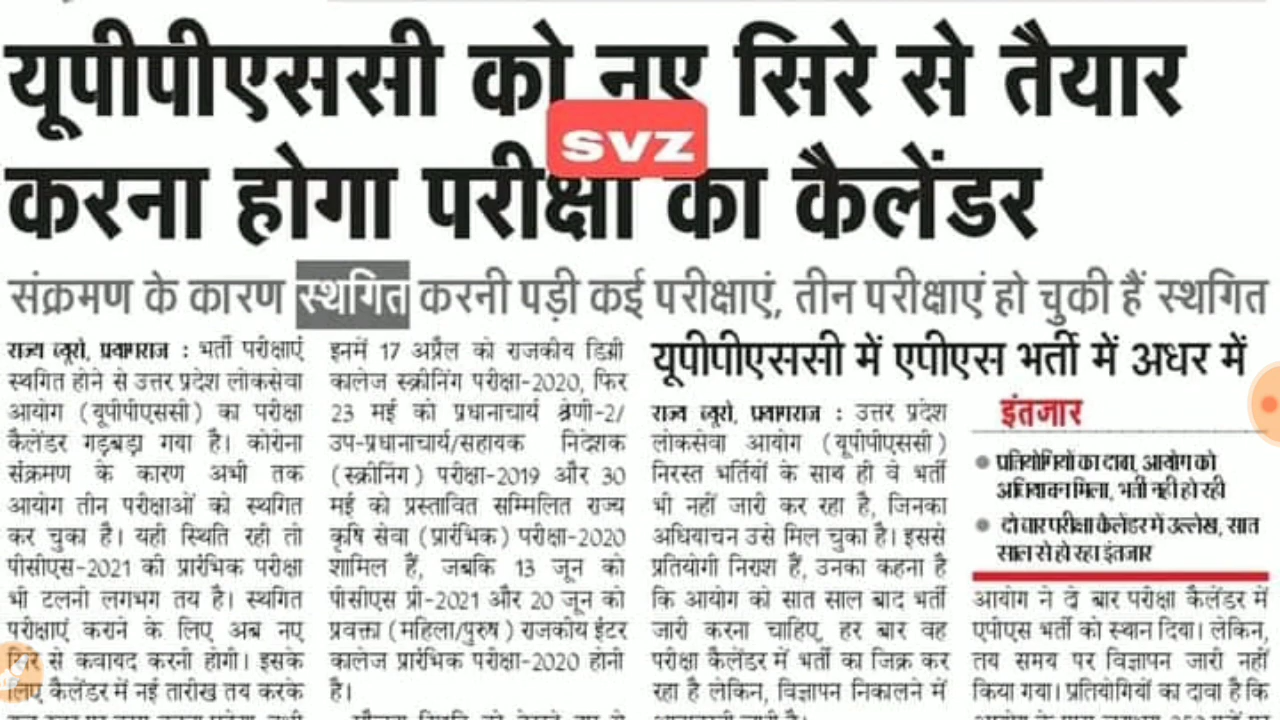 यूपीपीएससी को नए सिरे से तैयार
SVZ
करना होगा परीक्षा का कैलेंडर
संक्रमण के कारण स्थगित करनी पड़ी कई परीक्षाएं, तीन परीक्षाएं हो चुकी हैं स्थगित
राज्य ब्यूरो, प्रयागराज : भर्ती परीक्षाएं
स्थगित होने से उत्तर प्रदेश लोकसेवा
आयोग (यूपीपीएससी) का परीक्षा
कैलेंडर गड़बड़ा गया है। कोरोना
संक्रमण के कारण अभी तक
आयोग तीन परीक्षाओं को स्थगित
कर चुका है। यही स्थिति रही तो
पीसीएस-2021 की प्रारंभिक परीक्षा
भी टलनी लगभग तय है। स्थगित
परीक्षाएं कराने के लिए अब नए
सिरे से कवायद करनी होगी। इसके
लिए कैलेंडर में नई तारीख तय करके
इनमें 17 अप्रैल को राजकीय डिग्री
कालेज स्क्रीनिंग परीक्षा-2020, फिर
23 मई को प्रधानाचार्य श्रेणी-2/
उप-प्रधानाचार्य/सहायक निदेशक
(स्क्रीनिंग) परीक्षा-2019 और 30
मई को प्रस्तावित सम्मिलित राज्य
कृषि सेवा (प्रारंभिक) परीक्षा-2020
शामिल हैं, जबकि 13 जून को
पीसीएस प्री-2021 और 20 जून को
प्रवक्ता (महिला/पुरुष) राजकीय इंटर
कालेज प्रारंभिक परीक्षा-2020 होनी
है।
यूपीपीएससी में एपीएस भर्ती में अधर में
राज्य ब्यूरो, प्रयागराज : उत्तर प्रदेश
लोकसेवा आयोग (यूपीपीएससी)
निरस्त भर्तियों के साथ ही वे भर्ती
भी नहीं जारी कर रहा है, जिनका
अधियाचन उसे मिल चुका है। इससे
प्रतियोगी निराश हैं, उनका कहना है
कि आयोग को सात साल बाद भर्ती
जारी करना चाहिए, हर बार वह
परीक्षा कैलेंडर में भर्ती का जिक्र कर
रहा है लेकिन, विज्ञापन निकालने में
इंतजार
प्रतियोगियों का दावा, आयोग को
अधियाचन मिला, भर्ती नहीं हो रही
दो बार परीक्षा कैलेंडर में उल्लेख, सात
साल से हो रहा इंतजार
आयोग ने दो बार परीक्षा कैलेंडर में
एपीएस भर्ती को स्थान दिया। लेकिन,
तय समय पर विज्ञापन जारी नहीं
किया गया। प्रतियोगियों का दावा है कि